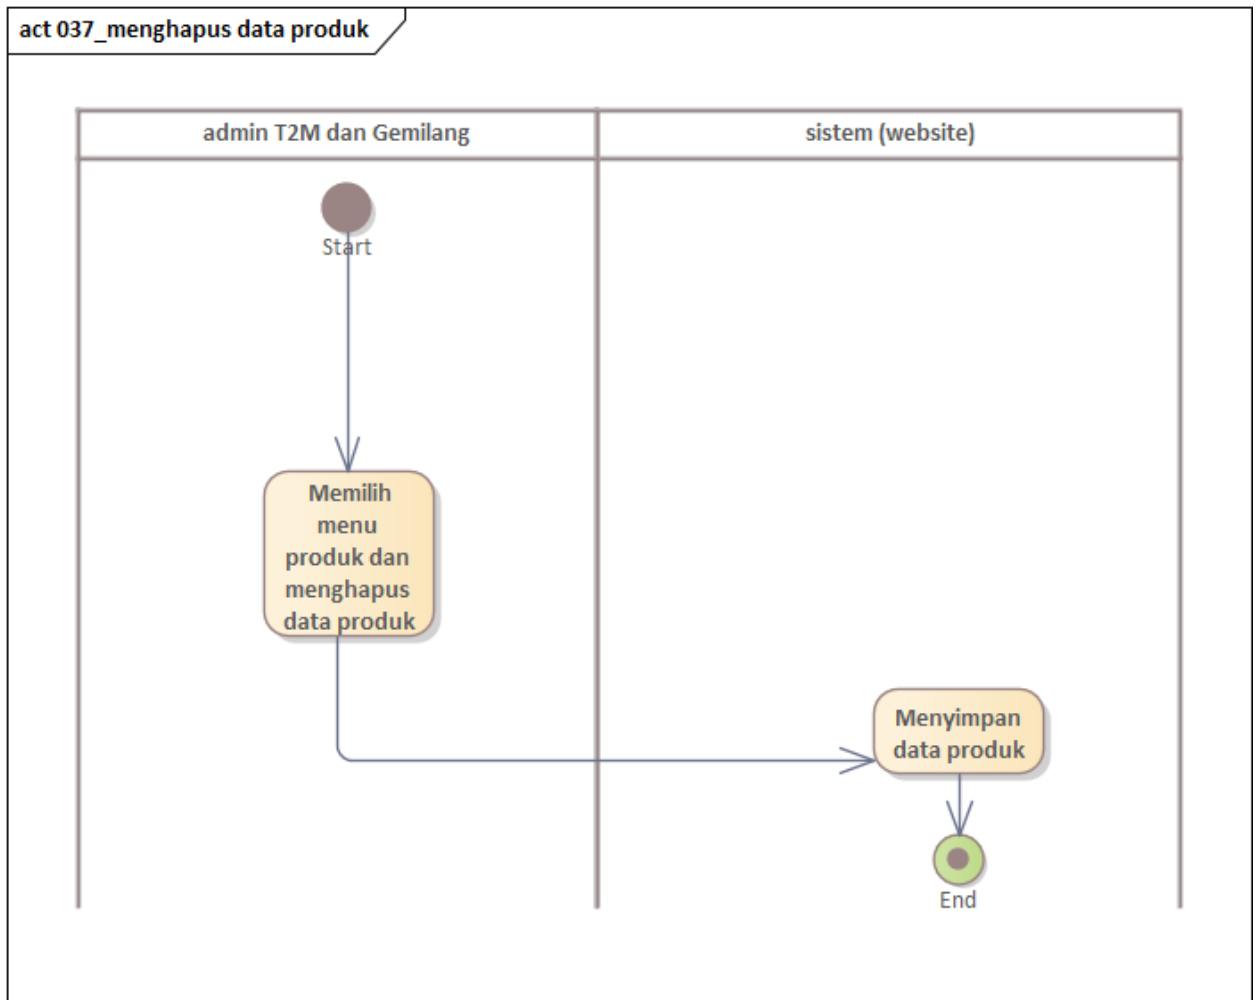 act 037_menghapus data produk
admin T2M dan Gemilang
sistem (website)
Start
Memilih
menu
produk dan
menghapus
data produk
Menyimpan
data produk
End